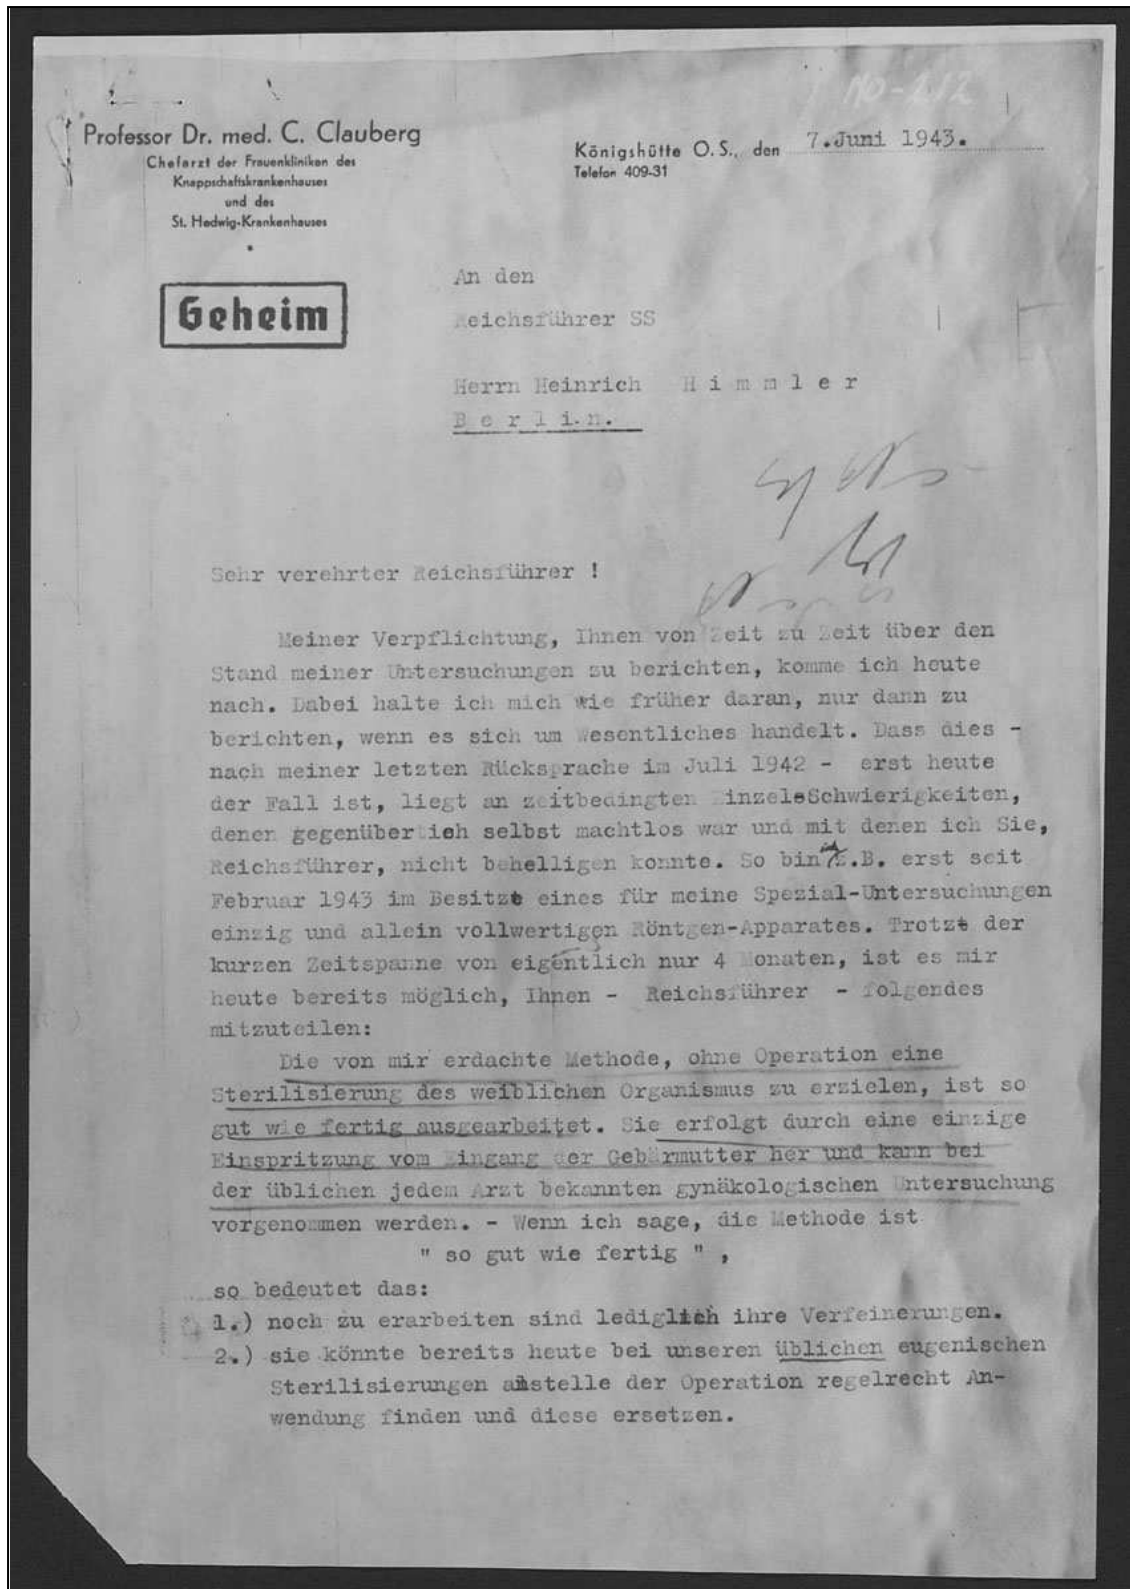 NO-212
Professor Dr. med. C. Clauberg
Chefarzt der Frauenkliniken des
Knappschaftskrankenhauses
und des
St. Hedwig-Krankenhauses
*
Königshütte O. S., den 7.Juni 1943.
Telefon 409-31
Geheim
An den
Reichsführer SS
Herrn Heinrich H i m m l e r
B e r l i n.
Sehr verehrter Reichsführer !
Meiner Verpflichtung, Ihnen von Zeit zu Zeit über den
Stand meiner Untersuchungen zu berichten, komme ich heute
nach. Dabei halte ich mich wie früher daran, nur dann zu
berichten, wenn es sich um Wesentliches handelt. Dass dies -
nach meiner letzten Rücksprache im Juli 1942 - erst heute
der Fall ist, liegt an zeitbedingten Einzel-Schwierigkeiten,
denen gegenüber ich selbst machtlos war und mit denen ich Sie,
Reichsführer, nicht behelligen konnte. So bin ich z.B. erst seit
Februar 1943 im Besitze eines für meine Spezial-Untersuchungen
einzig und allein vollwertigen Röntgen-Apparates. Trotz der
kurzen Zeitspanne von eigentlich nur 4 Monaten, ist es mir
heute bereits möglich, Ihnen - Reichsführer - folgendes
mitzuteilen:
Die von mir erdachte Methode, ohne Operation eine
Sterilisierung des weiblichen Organismus zu erzielen, ist so
gut wie fertig ausgearbeitet. Sie erfolgt durch eine einzige
Einspritzung vom Eingang der Gebärmutter her und kann bei
der üblichen jedem Arzt bekannten gynäkologischen Untersuchung
vorgenommen werden. - Wenn ich sage, die Methode ist
" so gut wie fertig " ,
so bedeutet das:
1.) noch zu erarbeiten sind lediglich ihre Verfeinerungen.
2.) sie könnte bereits heute bei unseren üblichen eugenischen
Sterilisierungen anstelle der Operation regelrecht An-
wendung finden und diese ersetzen.